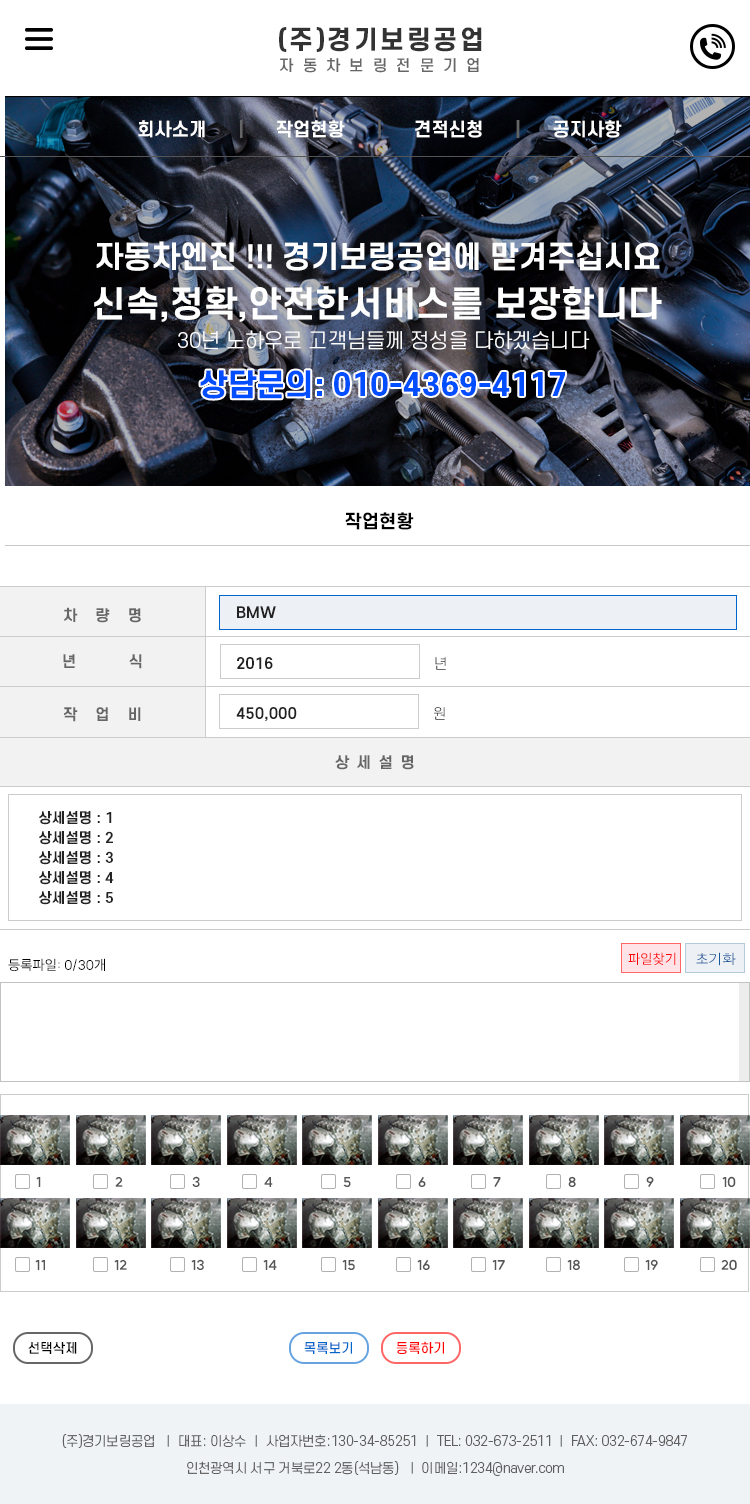 (주)경기보링공업
자동차보링전문기업
회사소개 | 작업현황 | 견적신청 | 공지사항
자동차엔진 !!! 경기보링공업에 맡겨주십시요
신속,정확,안전한서비스를 보장합니다
30년 노하우로 고객님들께 정성을 다하겠습니다
상담문의: 010-4369-4117
작업현황
차 량 명 BMW
년 식 2016 년
작 업 비 450,000 원
상 세 설 명
상세설명 : 1
상세설명 : 2
상세설명 : 3
상세설명 : 4
상세설명 : 5
등록파일: 0/30개 파일찾기 초기화
1 2 3 4 5 6 7 8 9 10
11 12 13 14 15 16 17 18 19 20
선택삭제 목록보기 등록하기
(주)경기보링공업 | 대표: 이상수 | 사업자번호:130-34-85251 | TEL: 032-673-2511 | FAX: 032-674-9847
인천광역시 서구 거북로22 2동(석남동) | 이메일:1234@naver.com